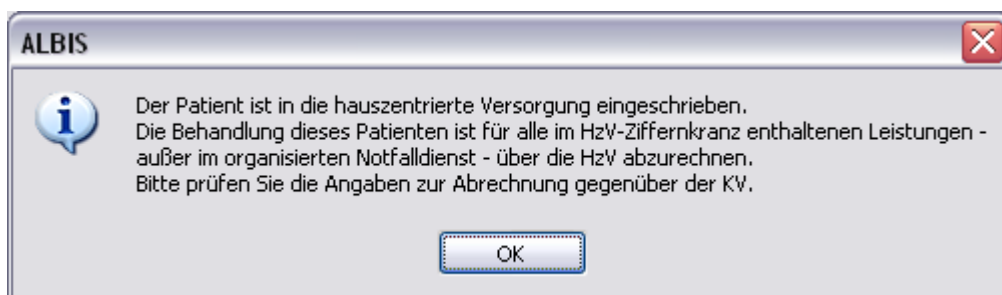 ALBIS
Der Patient ist in die hauszentrierte Versorgung eingeschrieben.
Die Behandlung dieses Patienten ist für alle im HzV-Ziffernkranz enthaltenen Leistungen -
außer im organisierten Notfalldienst - über die HzV abzurechnen.
Bitte prüfen Sie die Angaben zur Abrechnung gegenüber der KV.
OK